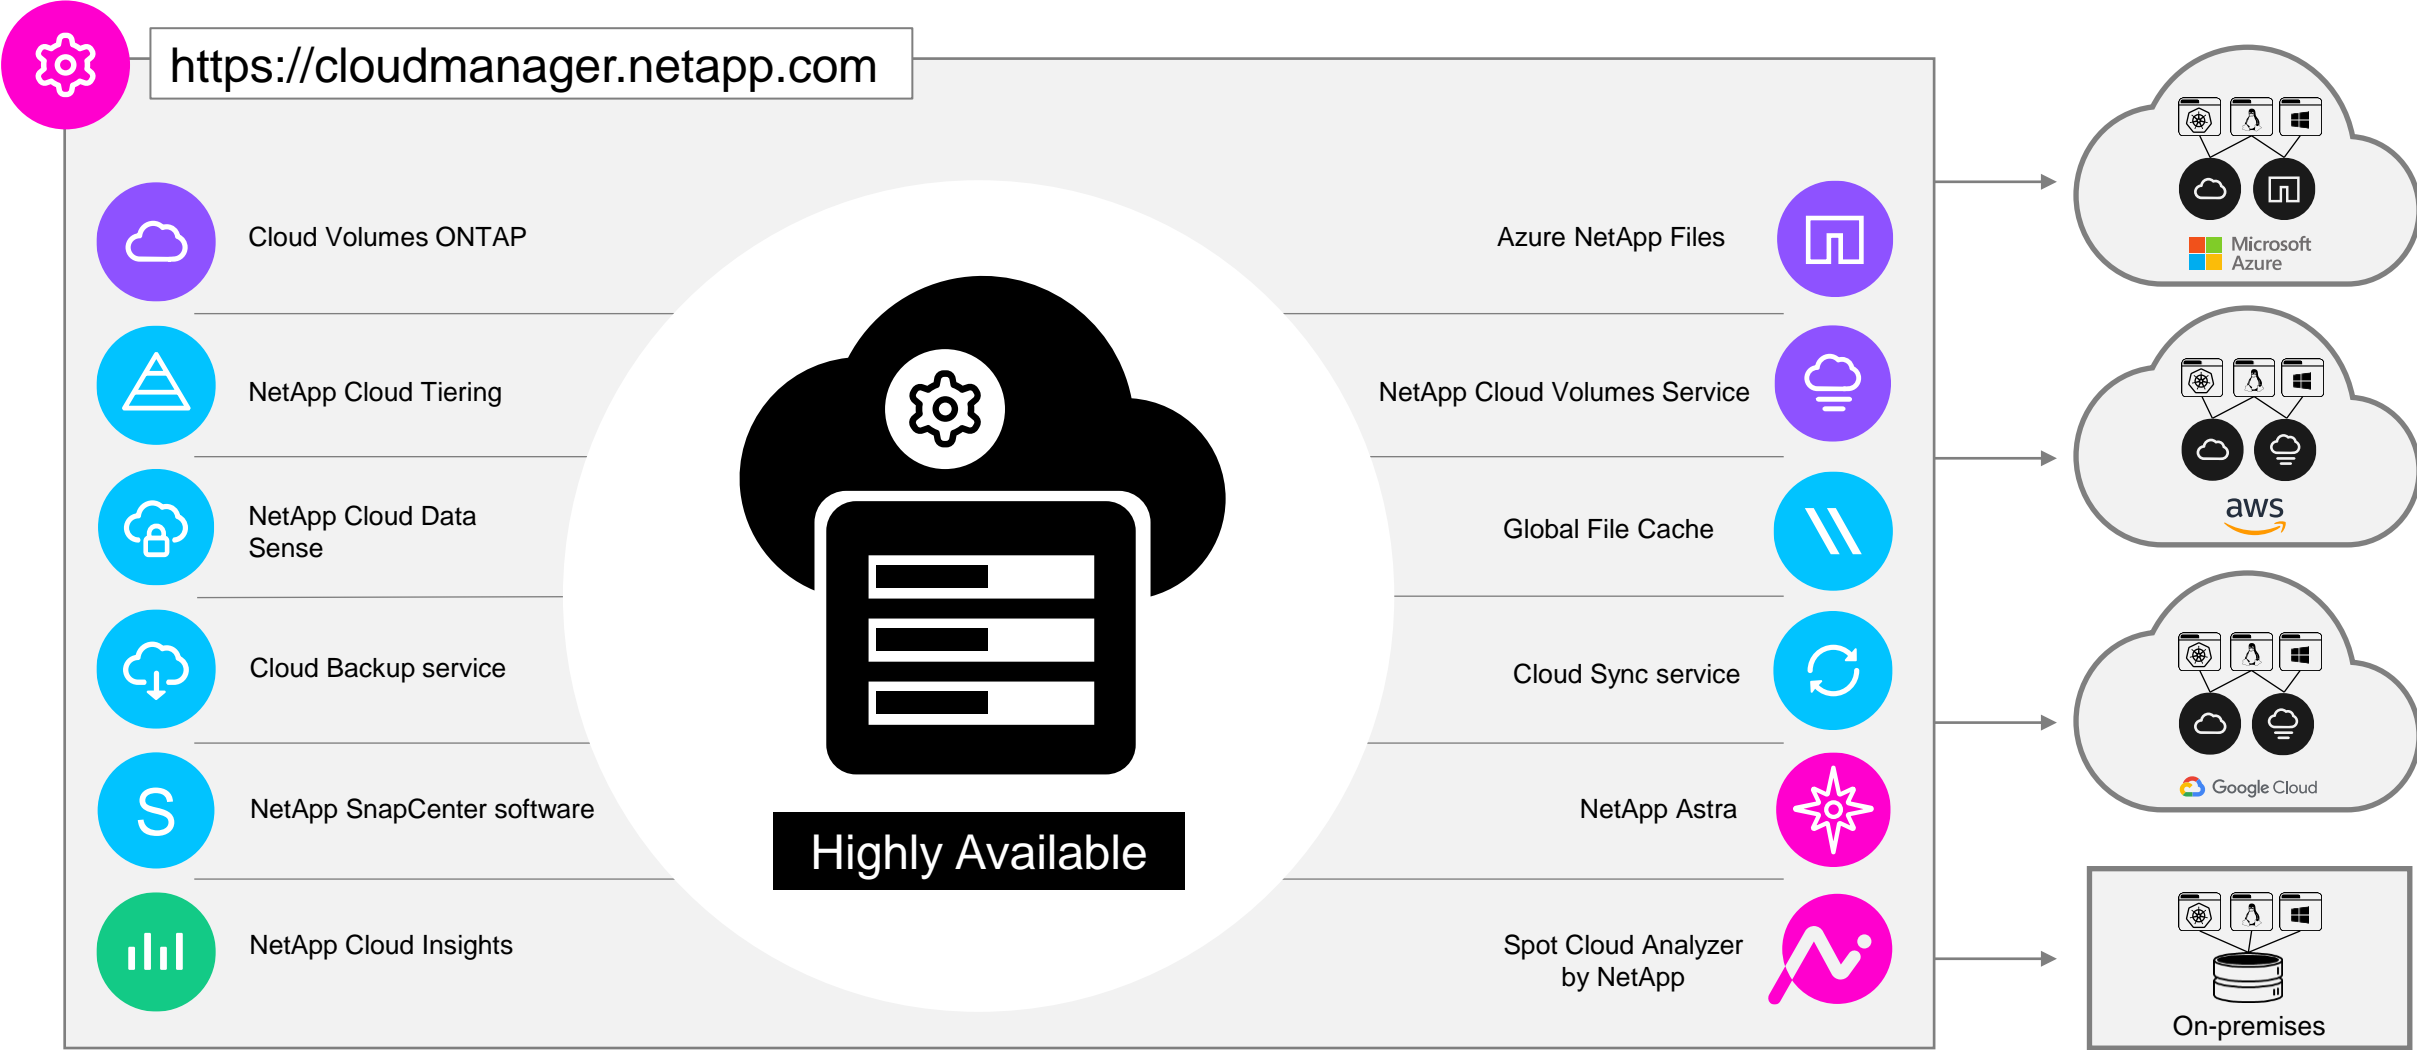 https://cloudmanager.netapp.com
Cloud Volumes ONTAP
NetApp Cloud Tiering
NetApp Cloud Data
Sense
Cloud Backup service
S
NetApp SnapCenter software
NetApp Cloud Insights
Highly Available
Azure NetApp Files
NetApp Cloud Volumes Service
Global File Cache
Cloud Sync service
NetApp Astra
Spot Cloud Analyzer
by NetApp
Microsoft
Azure
aws
Google Cloud
On-premises